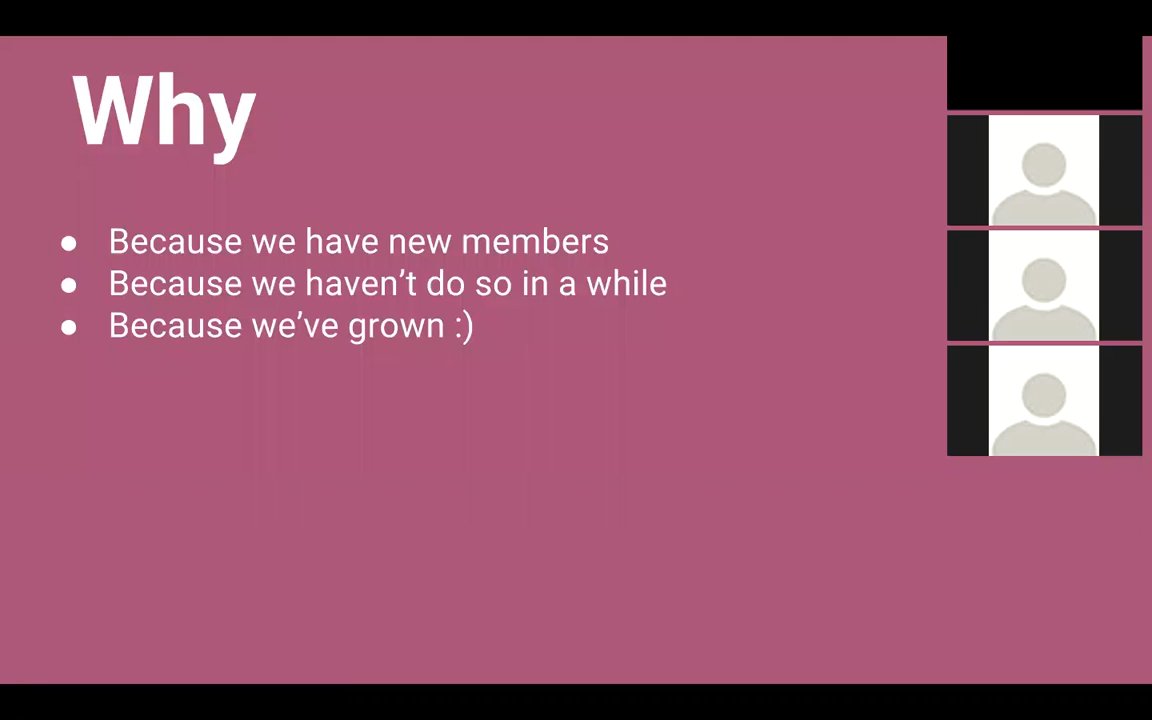 Why
● Because we have new members
● Because we haven’t do so in a while
● Because we’ve grown :)